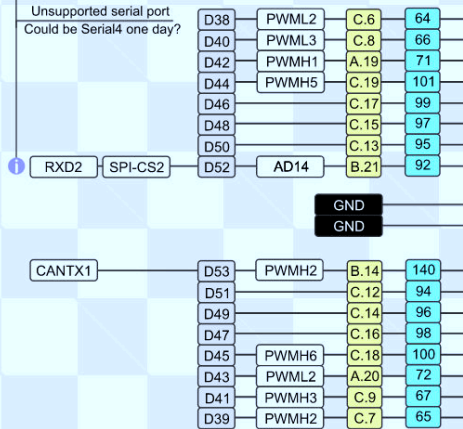 Unsupported serial port
Could be Serial4 one day?
D38 PWML2 C.6 64
D40 PWML3 C.8 66
D42 PWMH1 A.19 71
D44 PWMH5 C.19 101
D46 C.17 99
D48 C.15 97
D50 C.13 95
i RXD2 SPI-CS2 D52 AD14 B.21 92
GND
GND
CANTX1 D53 PWMH2 B.14 140
D51 C.12 94
D49 C.14 96
D47 C.16 98
D45 PWMH6 C.18 100
D43 PWML2 A.20 72
D41 PWMH3 C.9 67
D39 PWMH2 C.7 65